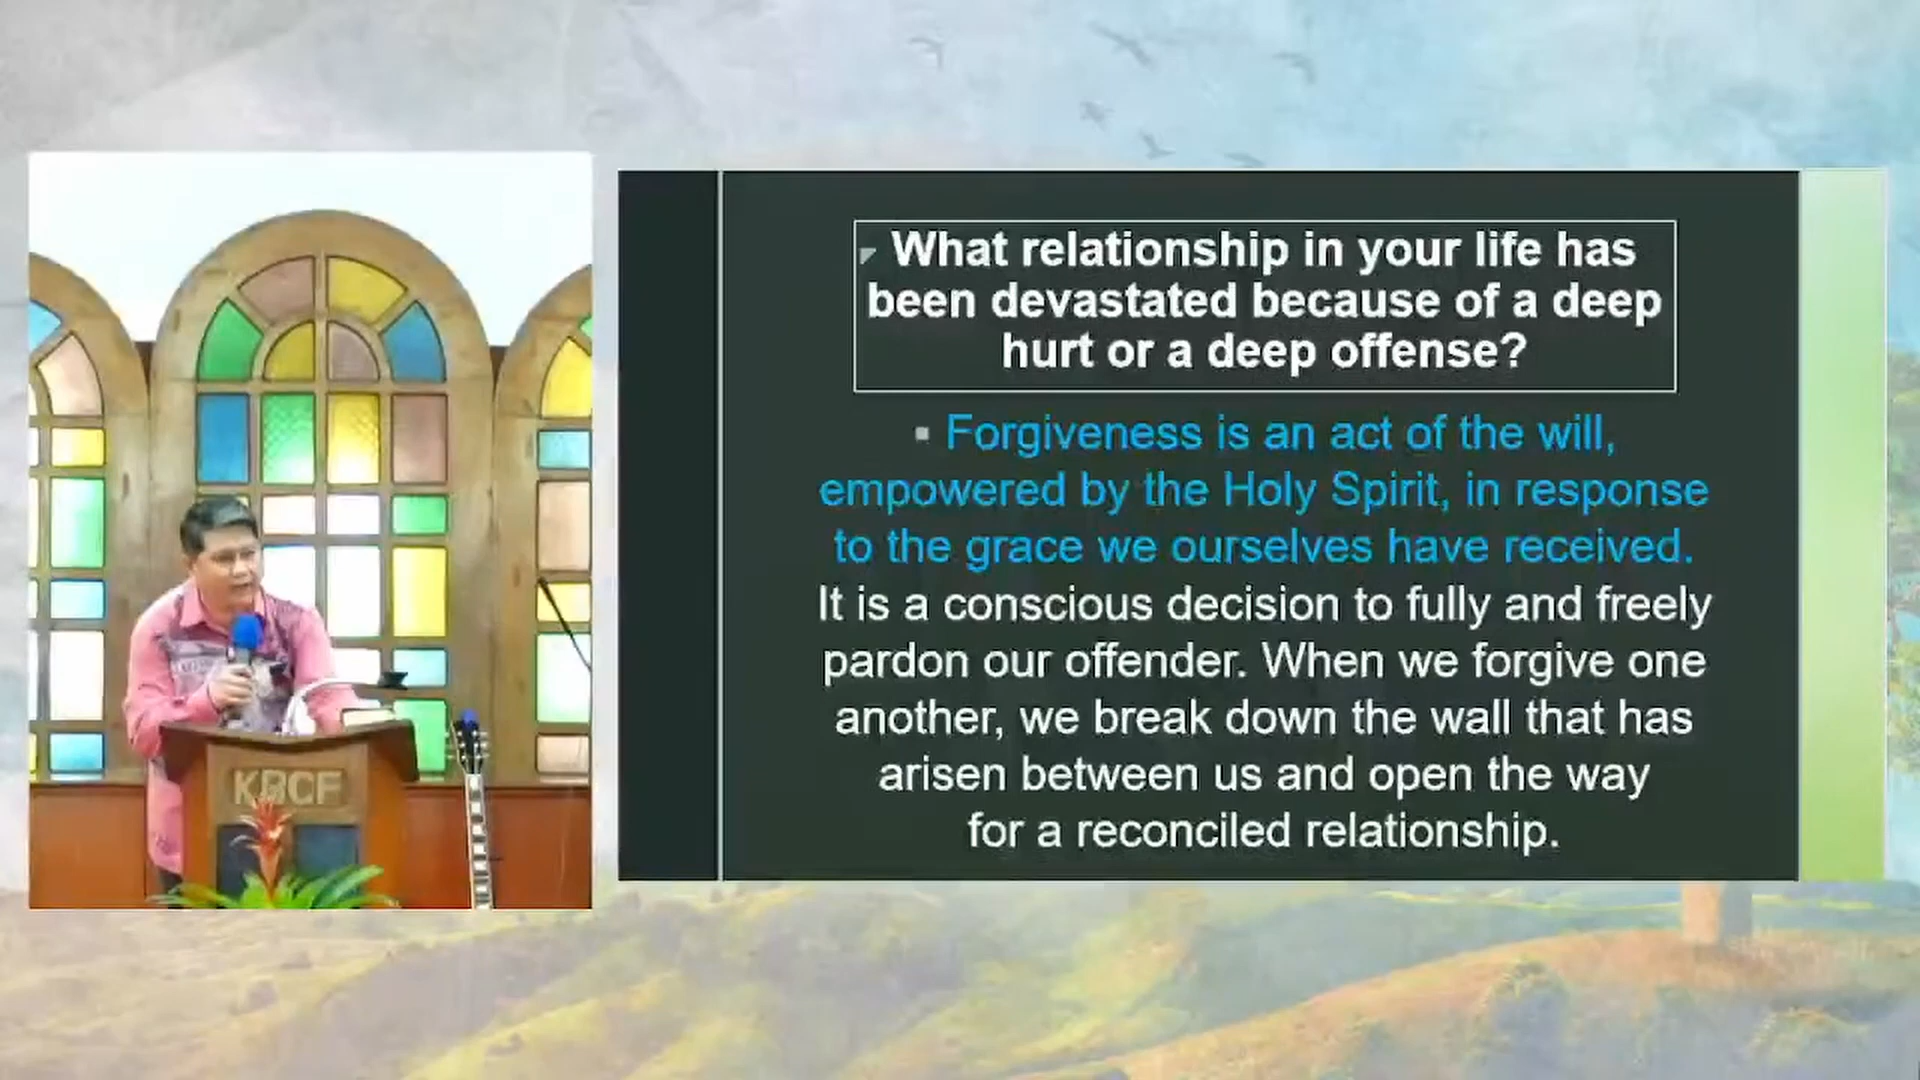 What relationship in your life has
been devastated because of a deep
hurt or a deep offense?
Forgiveness is an act of the will,
empowered by the Holy Spirit, in response
to the grace we ourselves have received.
It is a conscious decision to fully and freely
pardon our offender. When we forgive one
another, we break down the wall that has
arisen between us and open the way
for a reconciled relationship.
KBCF